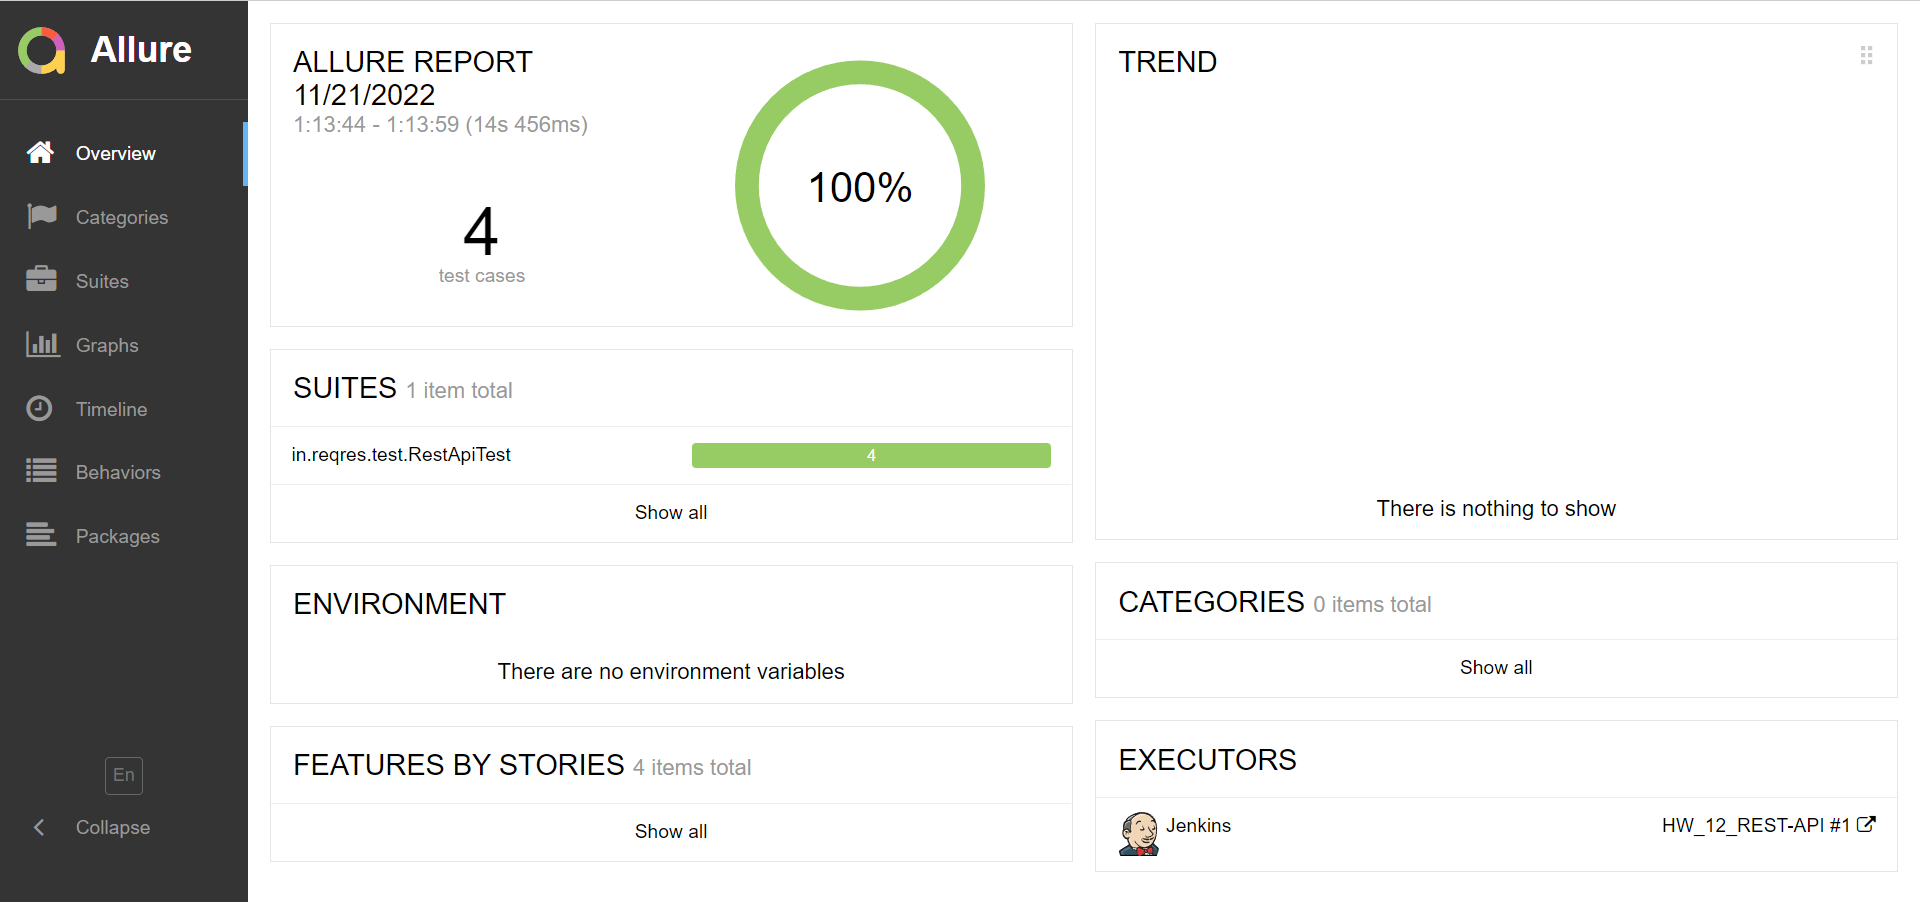 Allure
Overview
Categories
Suites
Graphs
Timeline
Behaviors
Packages
En
Collapse
ALLURE REPORT
11/21/2022
1:13:44 - 1:13:59 (14s 456ms)
4
test cases
100%
SUITES 1 item total
in.reqres.test.RestApiTest 4
Show all
ENVIRONMENT
There are no environment variables
FEATURES BY STORIES 4 items total
Show all
TREND
There is nothing to show
CATEGORIES 0 items total
Show all
EXECUTORS
Jenkins HW_12_REST-API #1